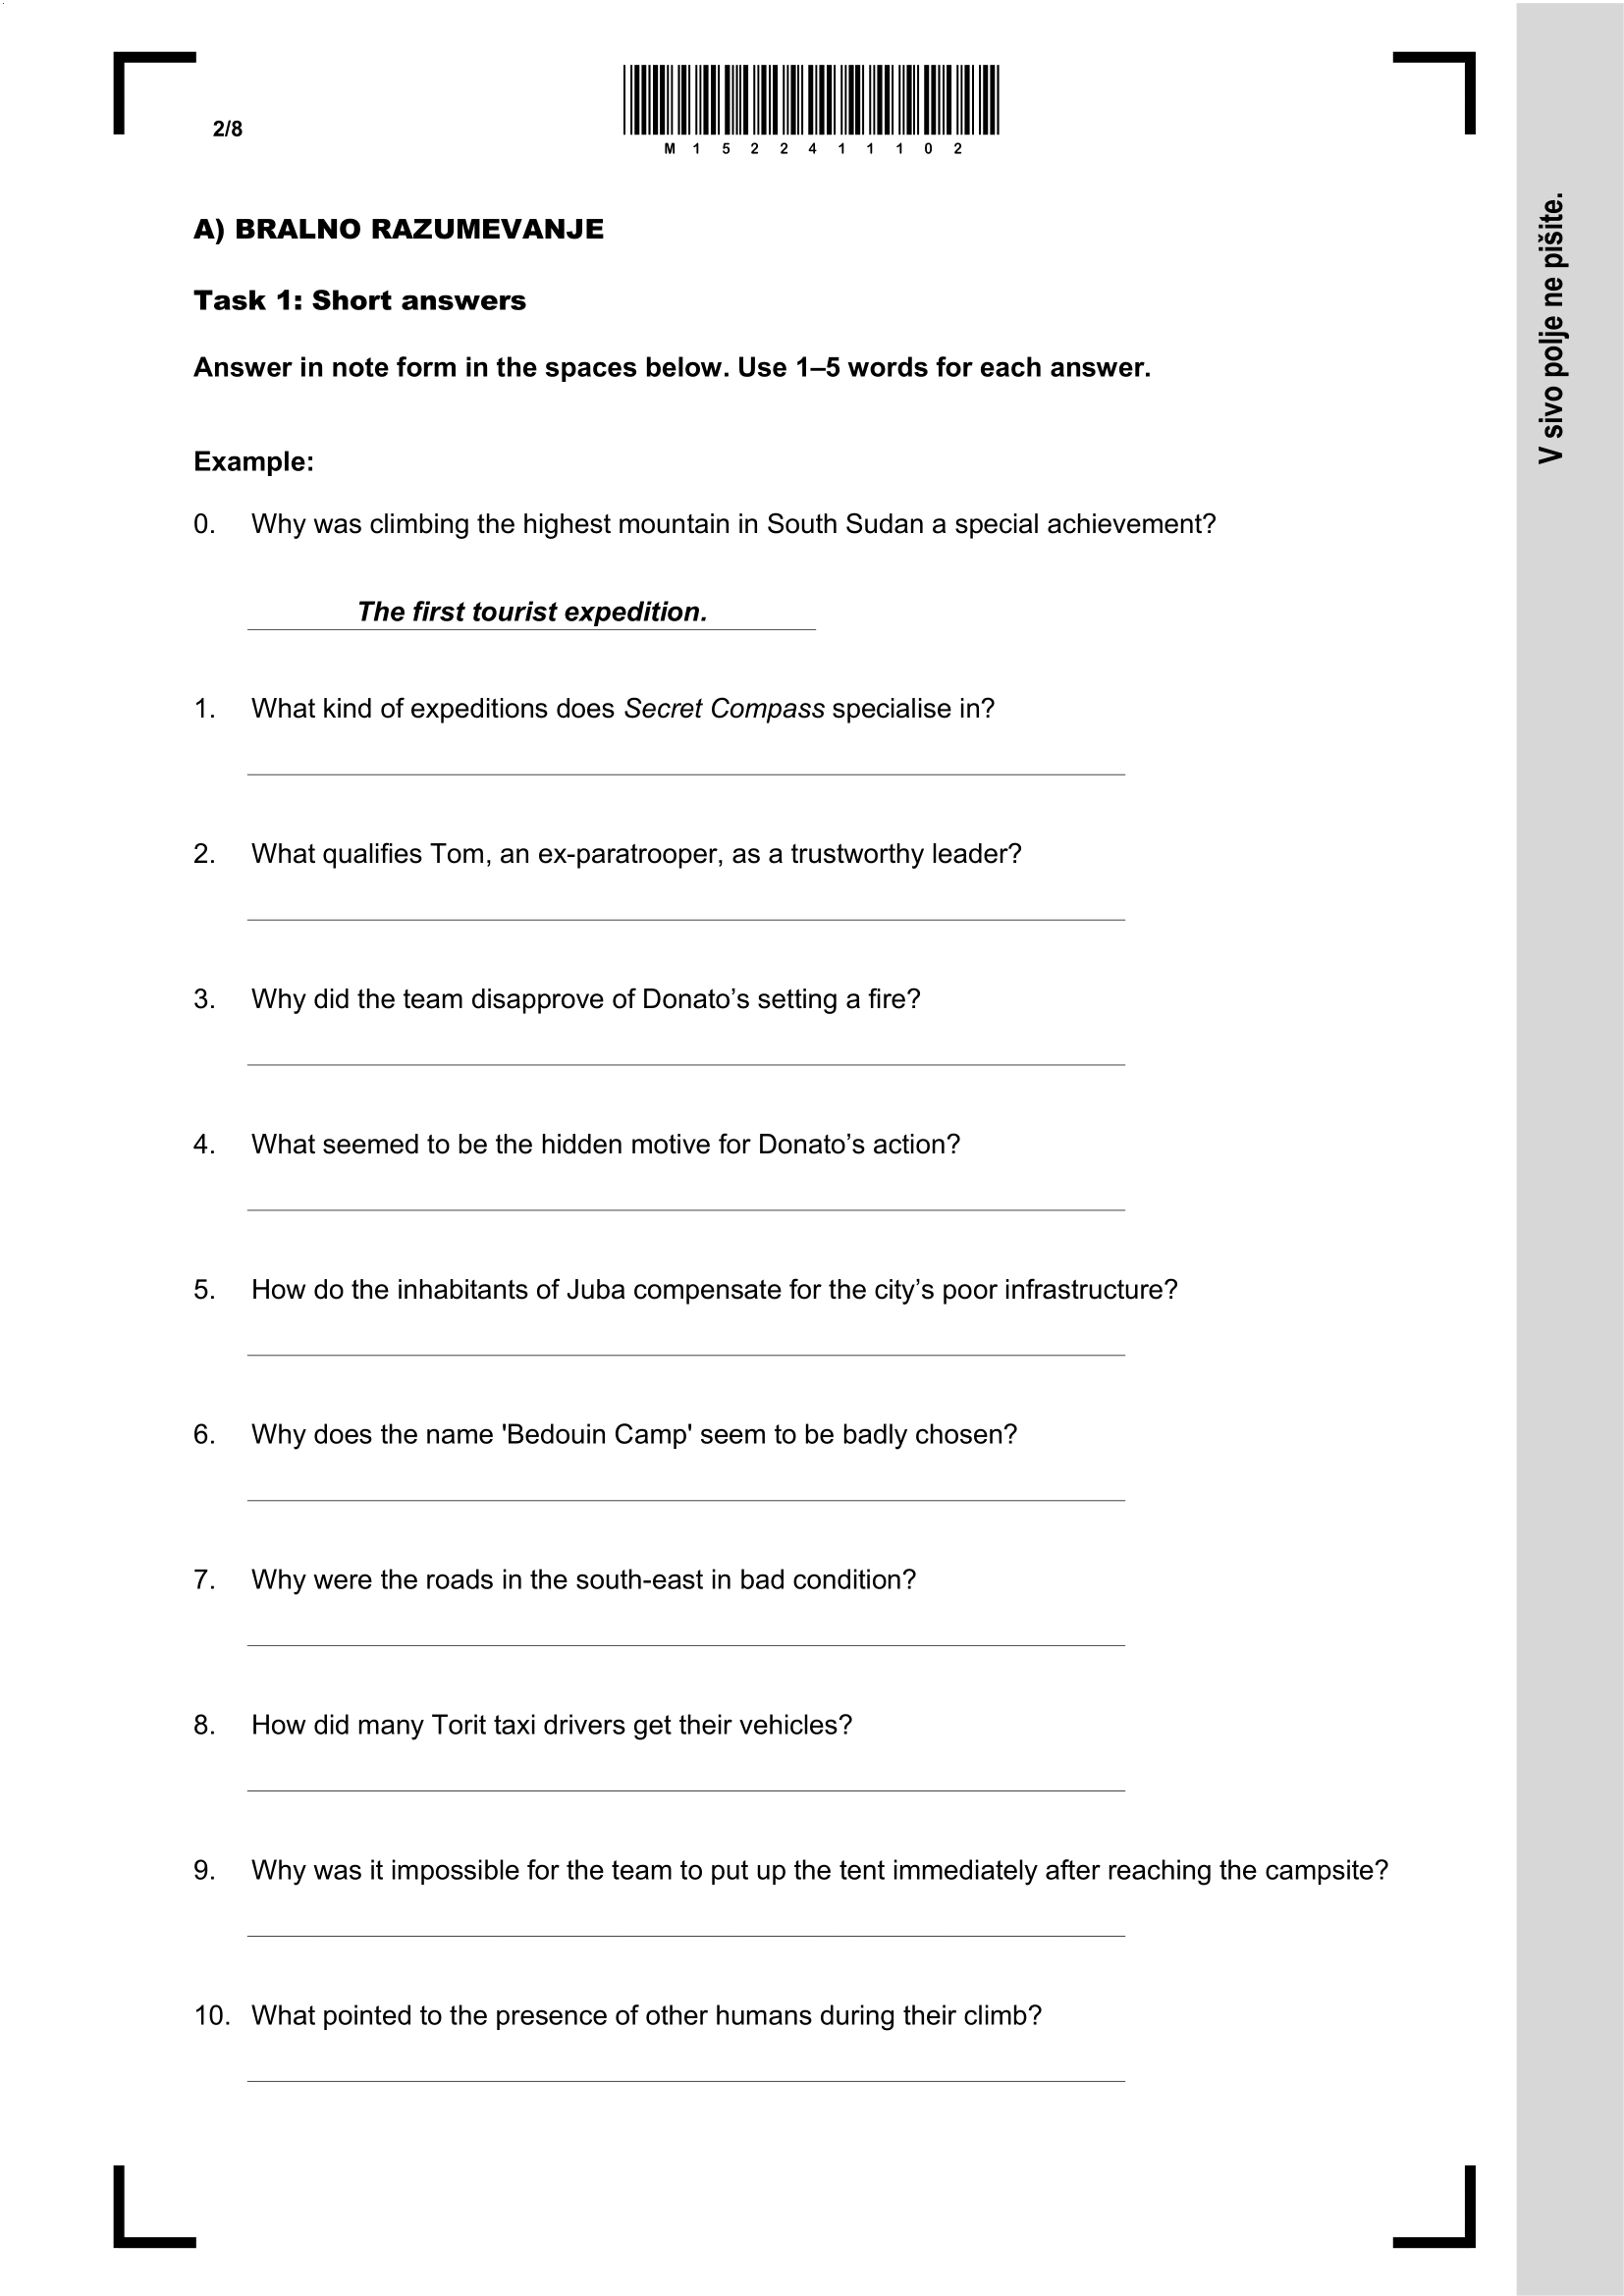 2/8
M 1 5 2 2 4 1 1 1 0 2
V sivo polje ne pišite.
A) BRALNO RAZUMEVANJE
Task 1: Short answers
Answer in note form in the spaces below. Use 1–5 words for each answer.
Example:
0. Why was climbing the highest mountain in South Sudan a special achievement?
The first tourist expedition.
1. What kind of expeditions does Secret Compass specialise in?
2. What qualifies Tom, an ex-paratrooper, as a trustworthy leader?
3. Why did the team disapprove of Donato’s setting a fire?
4. What seemed to be the hidden motive for Donato’s action?
5. How do the inhabitants of Juba compensate for the city’s poor infrastructure?
6. Why does the name 'Bedouin Camp' seem to be badly chosen?
7. Why were the roads in the south-east in bad condition?
8. How did many Torit taxi drivers get their vehicles?
9. Why was it impossible for the team to put up the tent immediately after reaching the campsite?
10. What pointed to the presence of other humans during their climb?